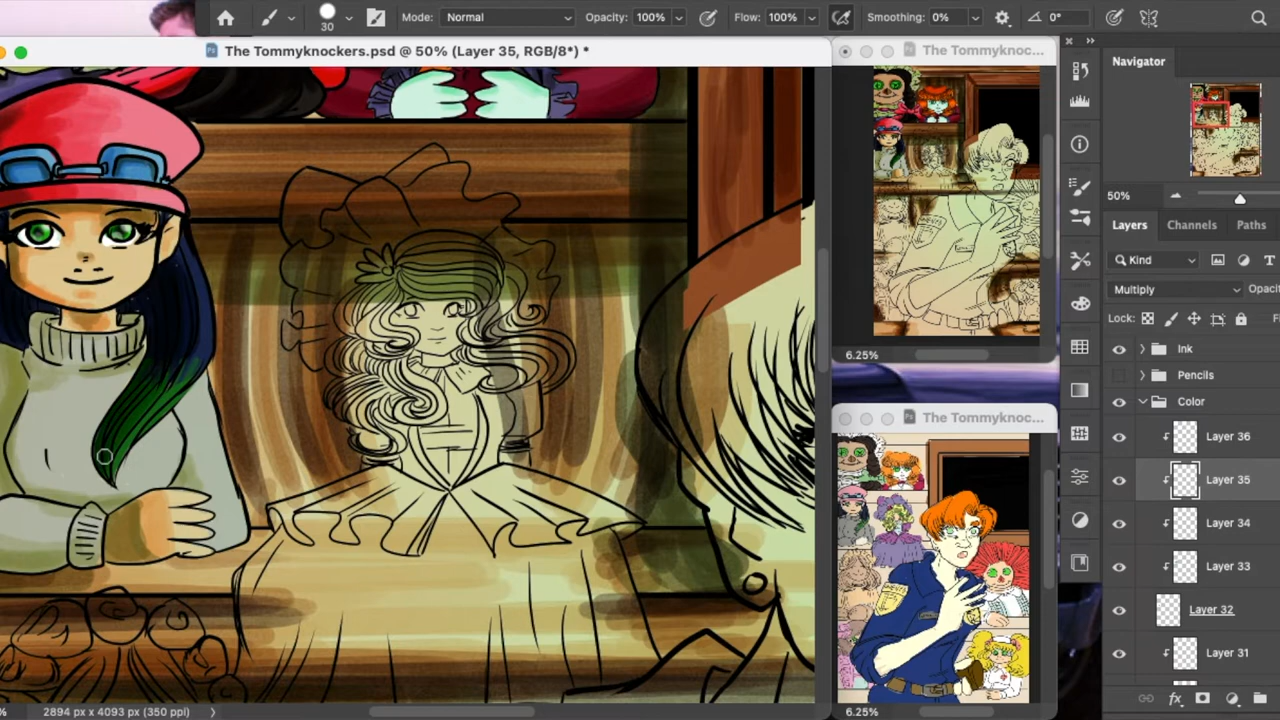 30
Mode: Normal Opacity: 100% Flow: 100% Smoothing: 0% 0°
The Tommyknockers.psd @ 50% (Layer 35, RGB/8*) *
The Tommyknoc...
Navigator
50%
Layers Channels Paths
Kind
Multiply Opaci
Lock:
Ink
Pencils
Color
Layer 36
Layer 35
Layer 34
Layer 33
Layer 32
Layer 31
6.25%
The Tommyknoc...
6.25%
2894 px x 4093 px (350 ppi)